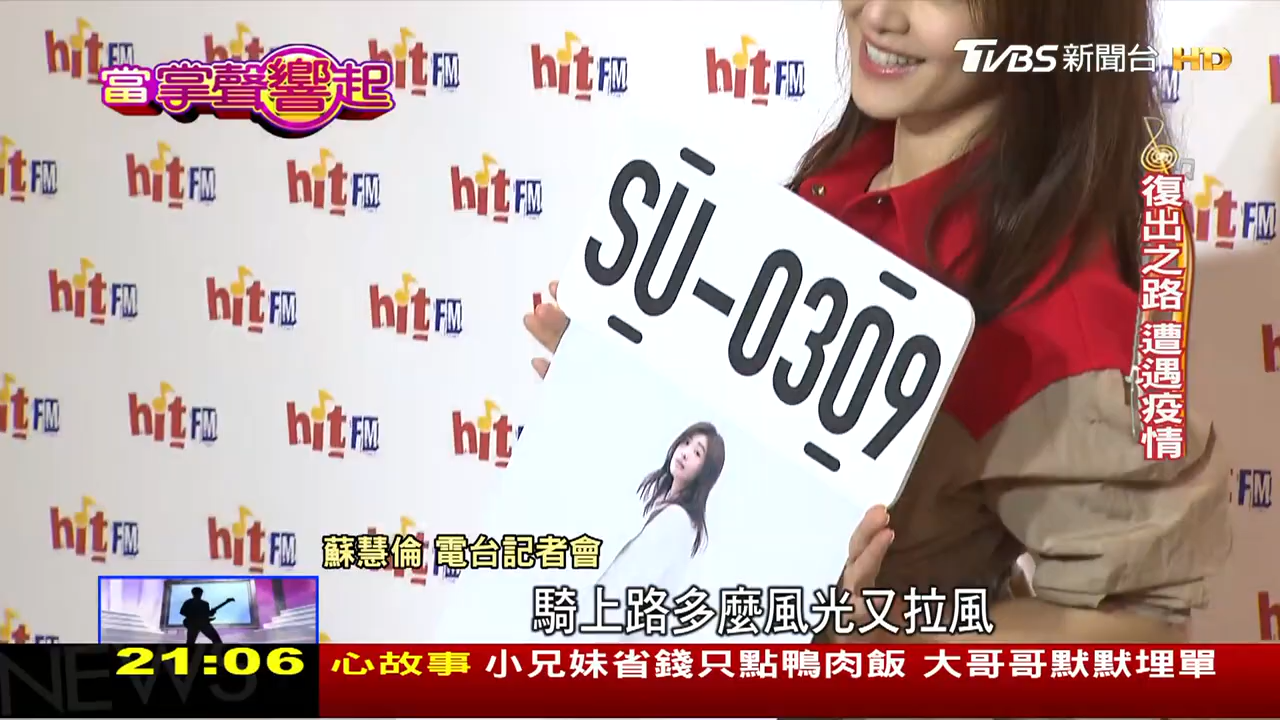 TVBS新聞台 HD
當掌聲響起
hit FM
SU-0309
復出之路 遭遇疫情
蘇慧倫 電台記者會
騎上路多麼風光又拉風
21:06
心故事 小兄妹省錢只點鴨肉飯 大哥哥默默埋單
NEWS